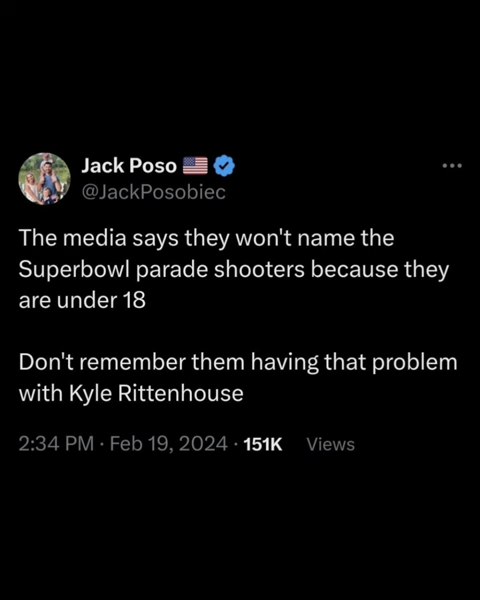 Jack Poso 🇺🇸
@JackPosobiec
The media says they won't name the
Superbowl parade shooters because they
are under 18
Don't remember them having that problem
with Kyle Rittenhouse
2:34 PM · Feb 19, 2024 · 151K Views